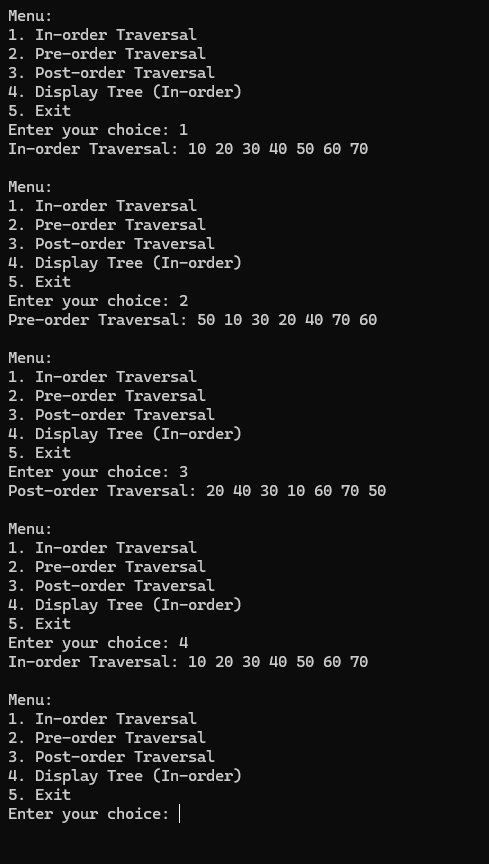 Menu:
1. In-order Traversal
2. Pre-order Traversal
3. Post-order Traversal
4. Display Tree (In-order)
5. Exit
Enter your choice: 1
In-order Traversal: 10 20 30 40 50 60 70

Menu:
1. In-order Traversal
2. Pre-order Traversal
3. Post-order Traversal
4. Display Tree (In-order)
5. Exit
Enter your choice: 2
Pre-order Traversal: 50 10 30 20 40 70 60

Menu:
1. In-order Traversal
2. Pre-order Traversal
3. Post-order Traversal
4. Display Tree (In-order)
5. Exit
Enter your choice: 3
Post-order Traversal: 20 40 30 10 60 70 50

Menu:
1. In-order Traversal
2. Pre-order Traversal
3. Post-order Traversal
4. Display Tree (In-order)
5. Exit
Enter your choice: 4
In-order Traversal: 10 20 30 40 50 60 70

Menu:
1. In-order Traversal
2. Pre-order Traversal
3. Post-order Traversal
4. Display Tree (In-order)
5. Exit
Enter your choice: